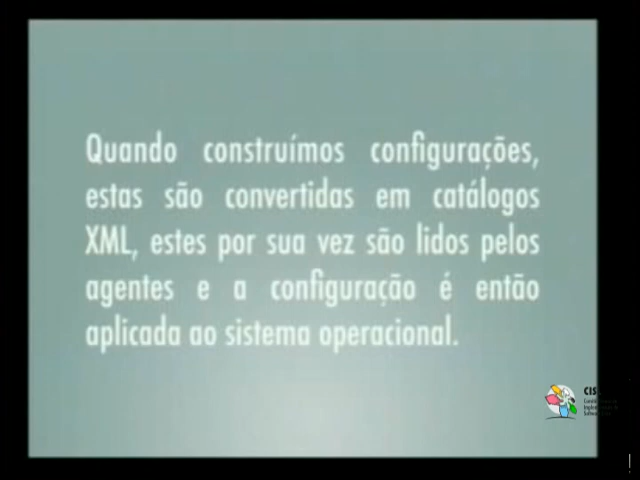 Quando construímos configurações,
estas são convertidas em catálogos
XML, estes por sua vez são lidos pelos
agentes e a configuração é então
aplicada ao sistema operacional.
CIS